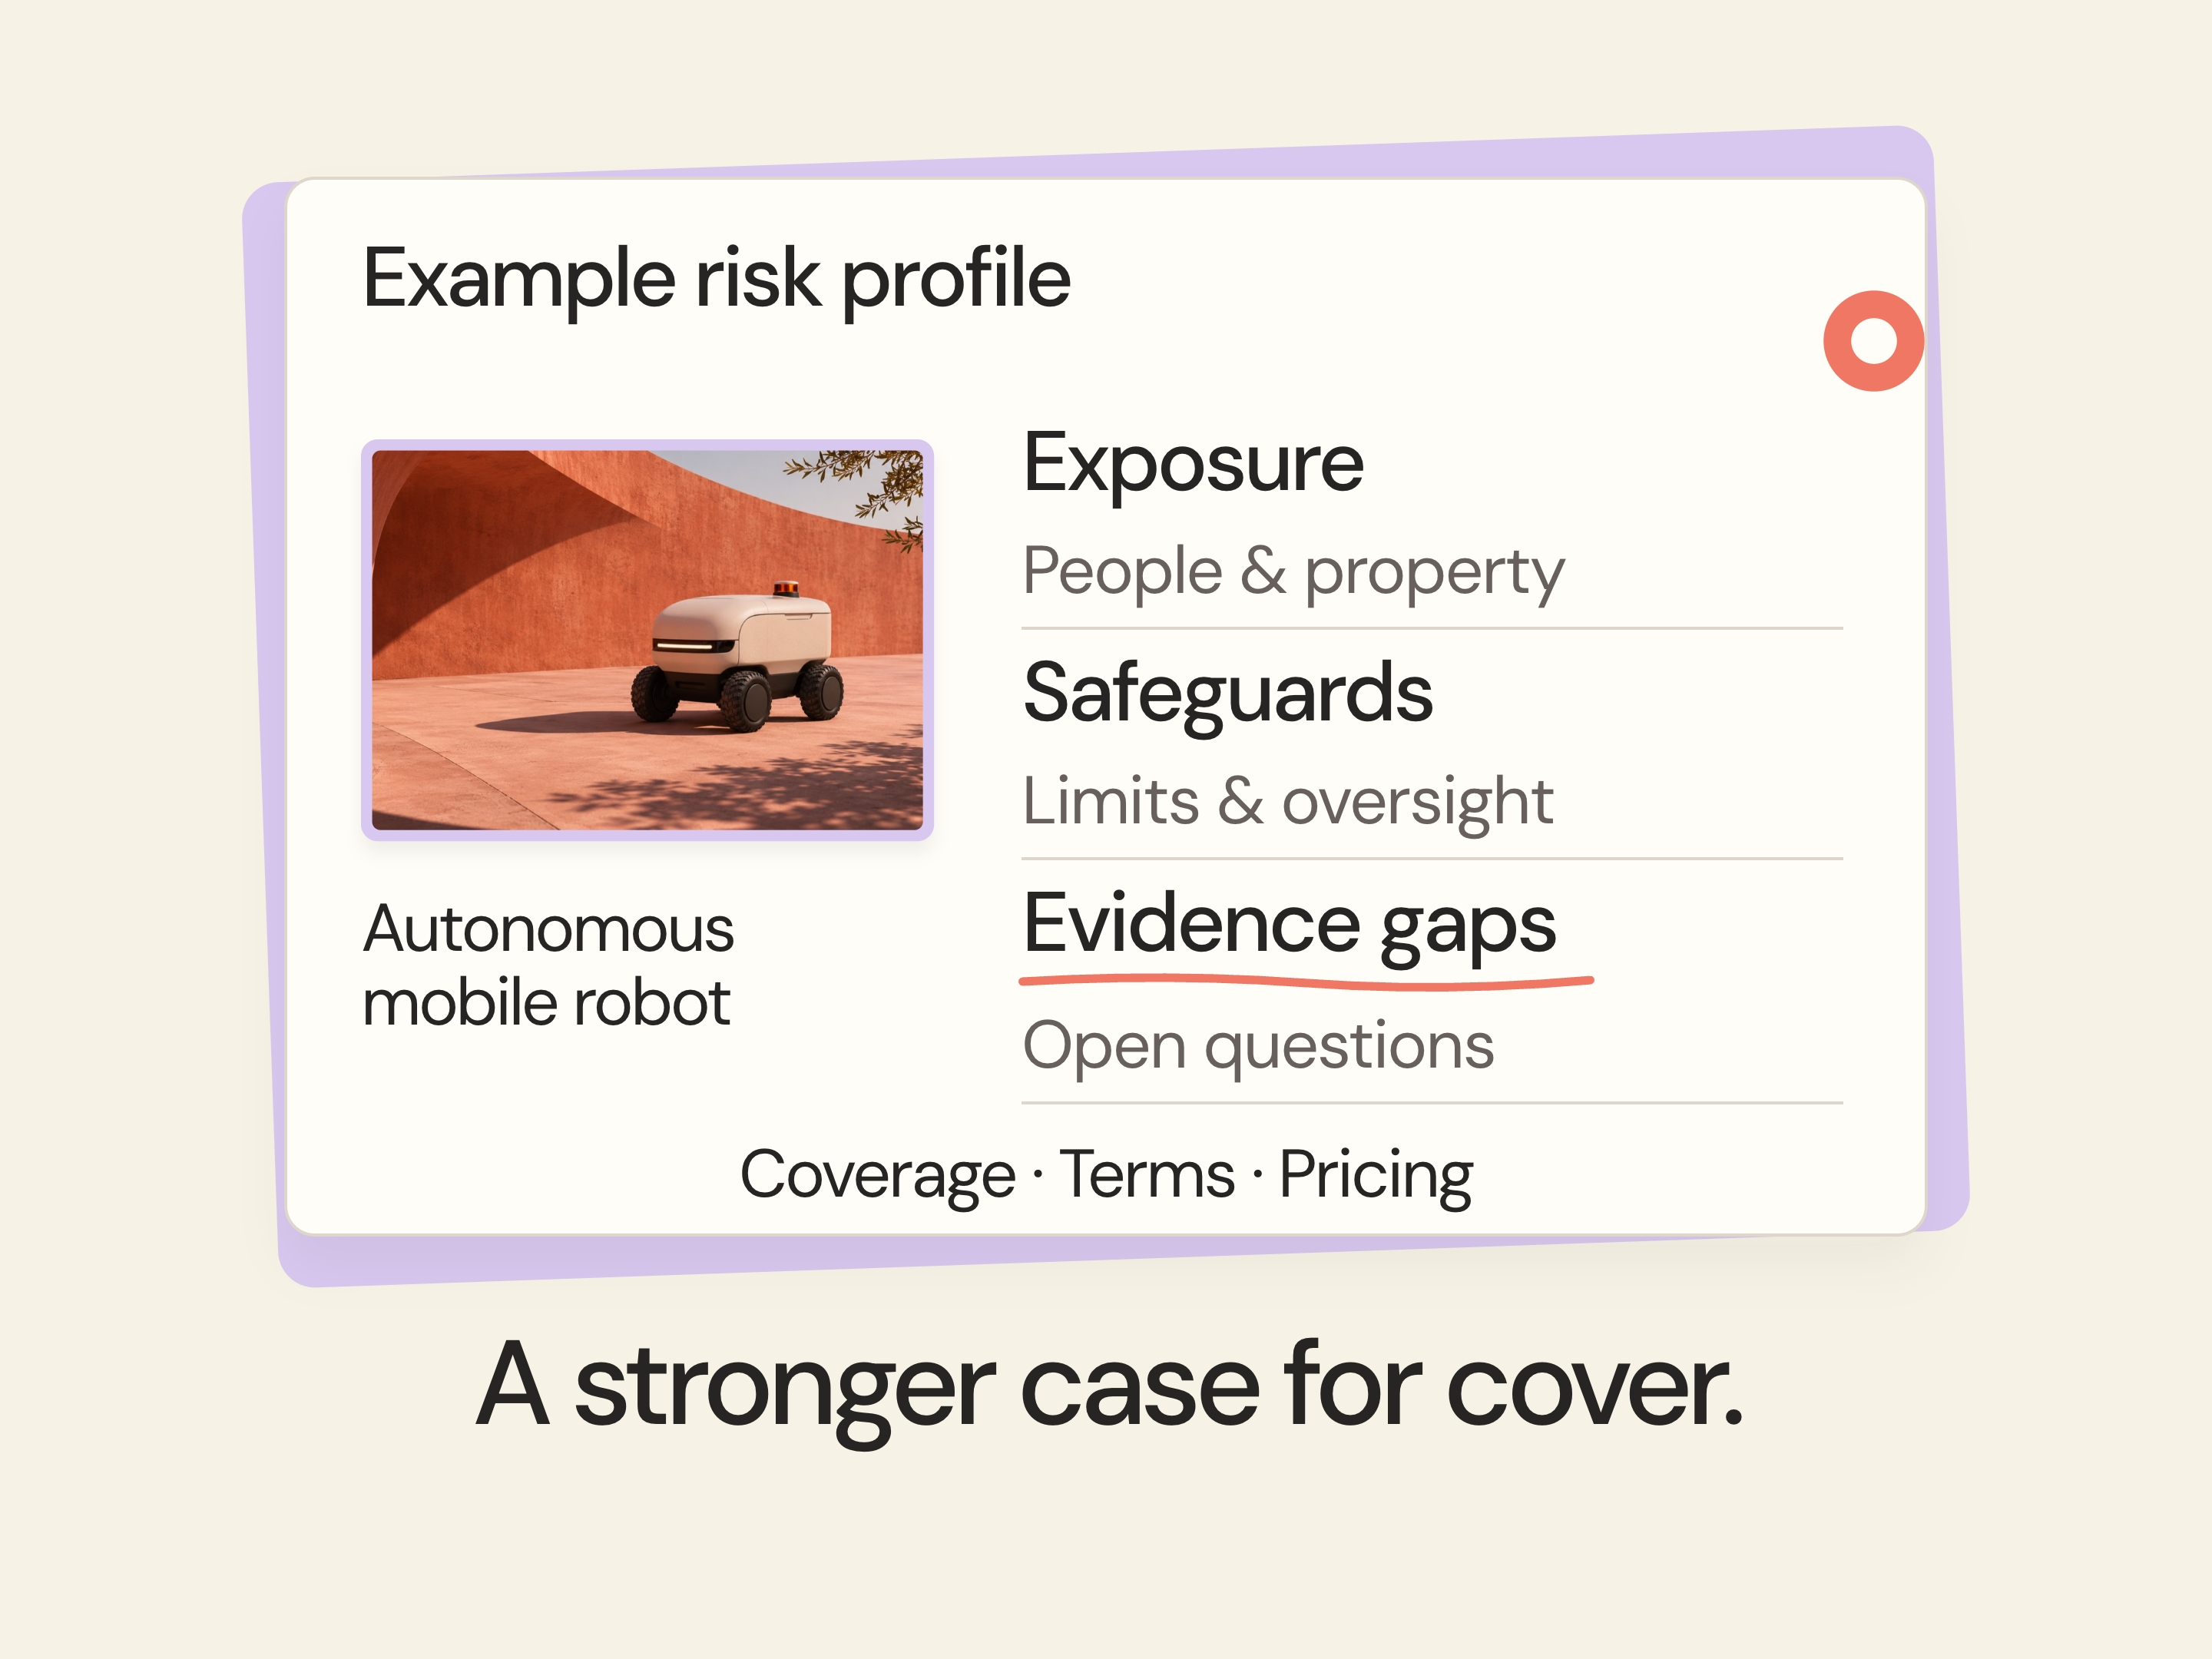 Example risk profile
Exposure
People & property
Safeguards
Limits & oversight
Evidence gaps
Open questions
Autonomous
mobile robot
Coverage · Terms · Pricing
A stronger case for cover.